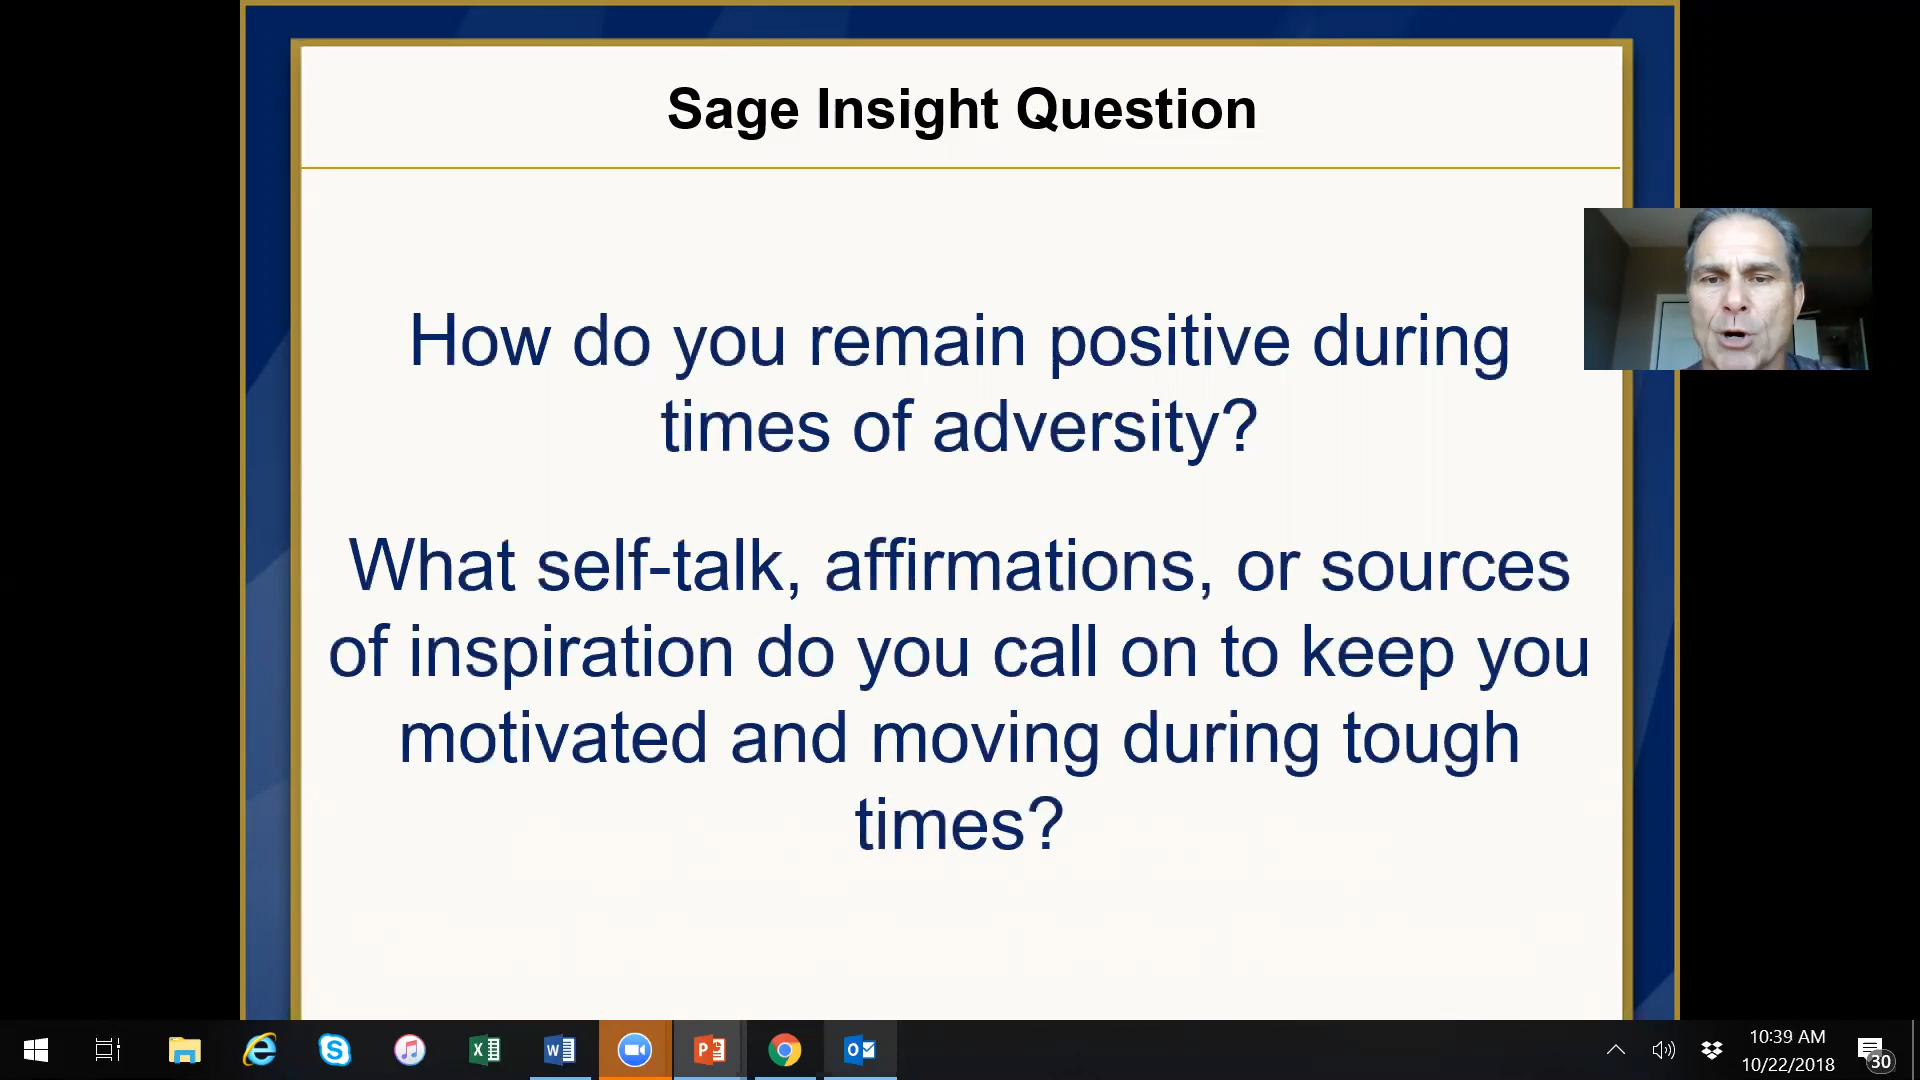 Sage Insight Question
How do you remain positive during
times of adversity?
What self-talk, affirmations, or sources
of inspiration do you call on to keep you
motivated and moving during tough
times?
10:39 AM
10/22/2018
30